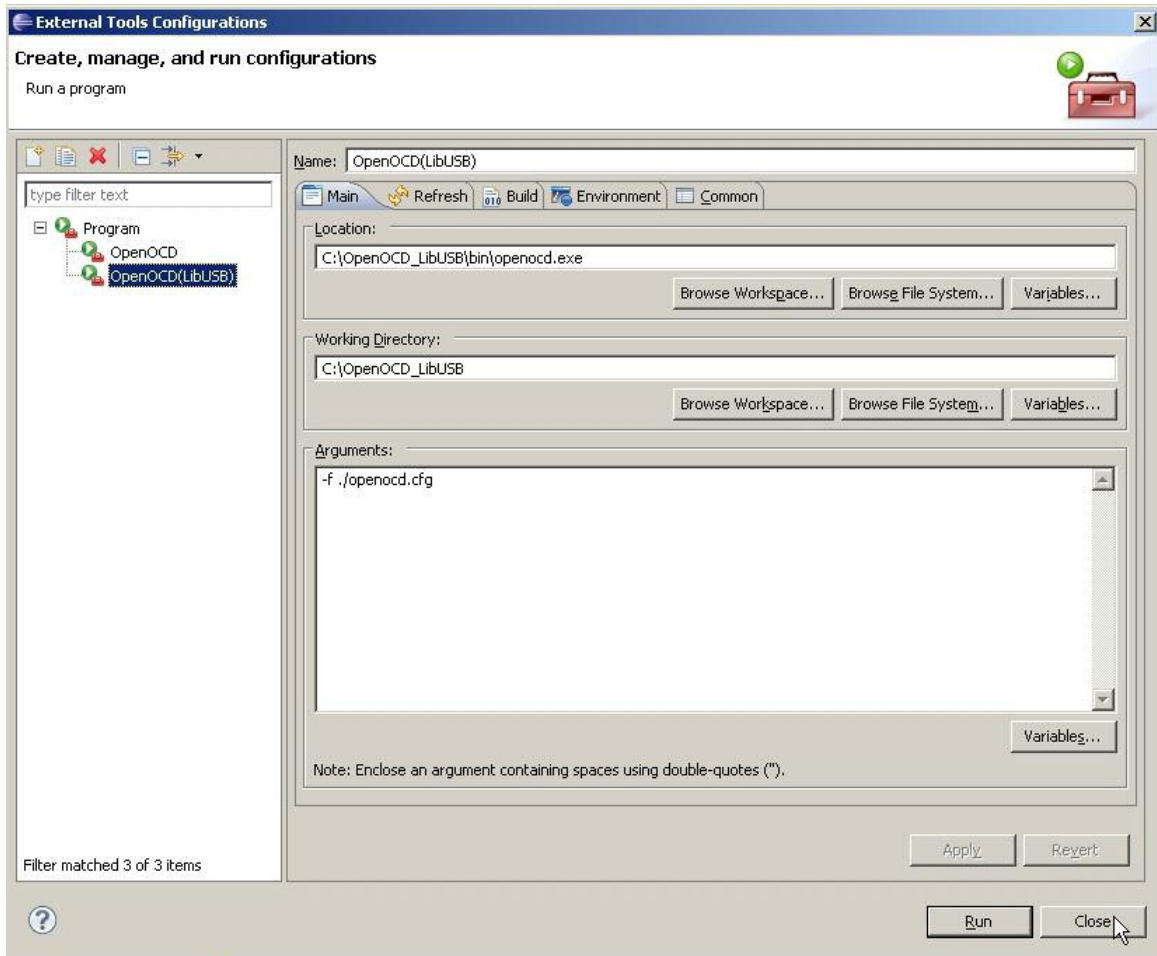 External Tools Configurations
Create, manage, and run configurations
Run a program
type filter text
Program
OpenOCD
OpenOCD(LibUSB)
Filter matched 3 of 3 items
Name: OpenOCD(LibUSB)
Main Refresh Build Environment Common
Location:
C:\OpenOCD_LibUSB\bin\openocd.exe
Browse Workspace... Browse File System... Variables...
Working Directory:
C:\OpenOCD_LibUSB
Browse Workspace... Browse File System... Variables...
Arguments:
-f ./openocd.cfg
Variables...
Note: Enclose an argument containing spaces using double-quotes (").
Apply Revert
Run Close